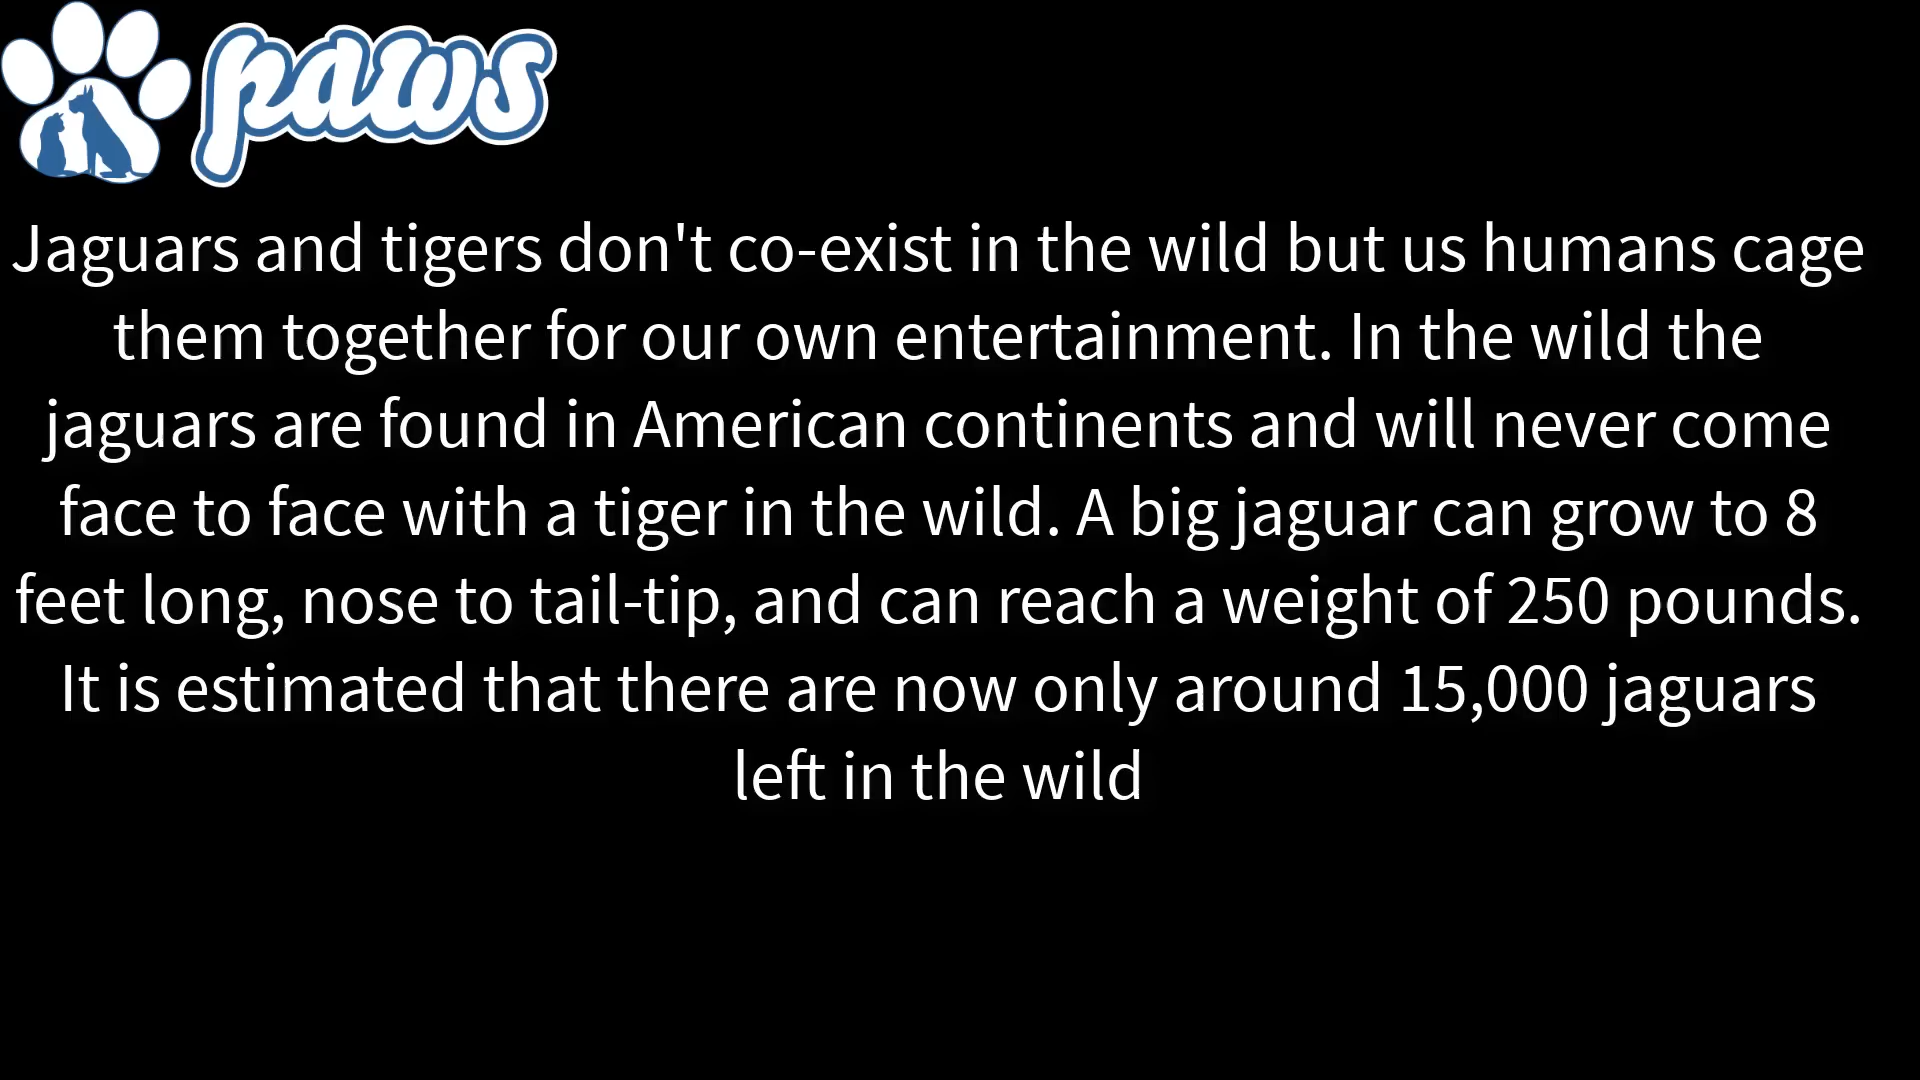 paws
Jaguars and tigers don't co-exist in the wild but us humans cage
them together for our own entertainment. In the wild the
jaguars are found in American continents and will never come
face to face with a tiger in the wild. A big jaguar can grow to 8
feet long, nose to tail-tip, and can reach a weight of 250 pounds.
It is estimated that there are now only around 15,000 jaguars
left in the wild